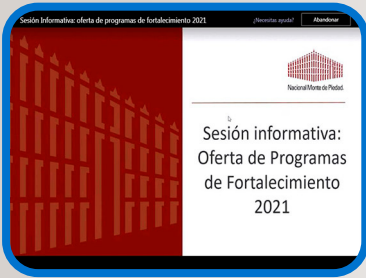 Sesión Informativa: oferta de programas de fortalecimiento 2021 ¿Necesitas ayuda? Abandonar
Nacional Monte de Piedad.
Sesión informativa:
Oferta de Programas
de Fortalecimiento
2021